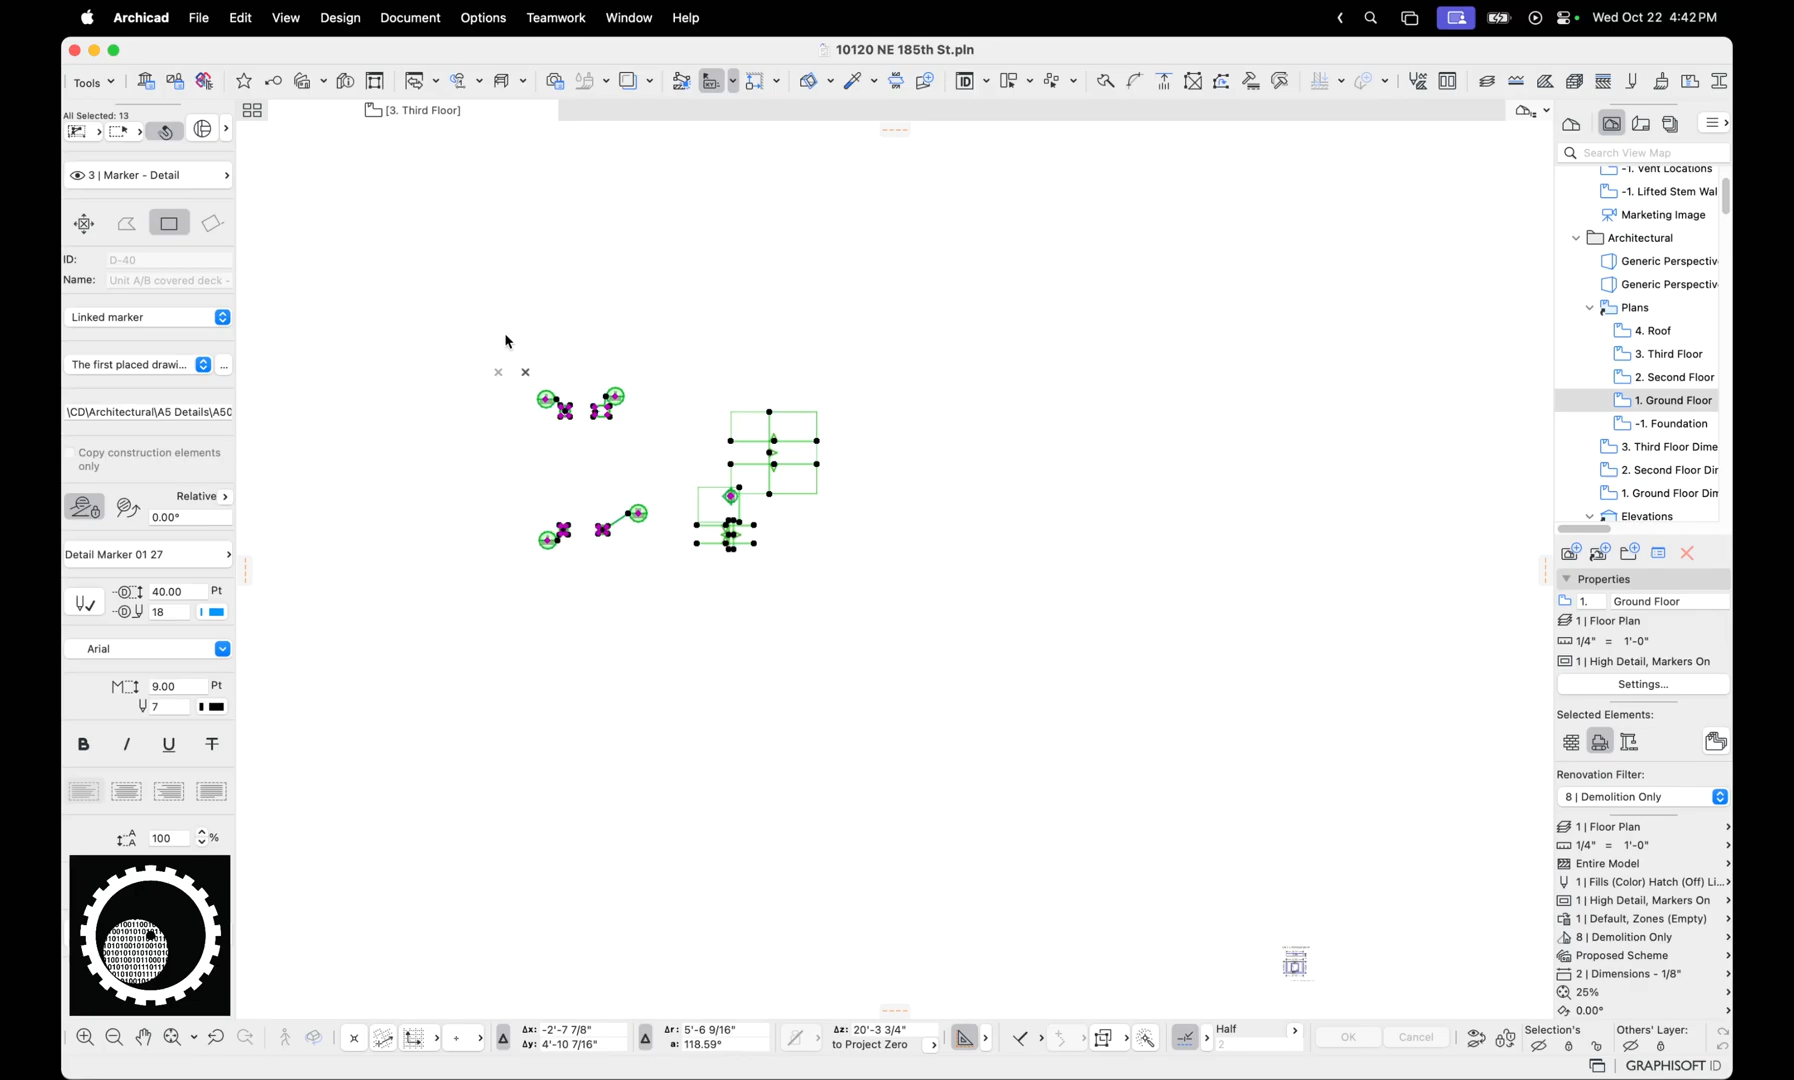 Archicad File Edit View Design Document Options Teamwork Window Help
Wed Oct 22 4:42 PM
10120 NE 185th St.pln
Tools
[3. Third Floor]
All Selected: 13
3 | Marker - Detail
ID: D-40
Name: Unit A/B covered deck -
Linked marker
The first placed drawi... ...
\CD\Architectural\A5 Details\A50
Copy construction elements
only
Relative
0.00°
Detail Marker 01 27
40.00 Pt
18
Arial
9.00 Pt
7
B I U T
100 %
Search View Map
-1. Vent Locations
-1. Lifted Stem Wal
Marketing Image
Architectural
Generic Perspectiv
Generic Perspectiv
Plans
4. Roof
3. Third Floor
2. Second Floor
1. Ground Floor
-1. Foundation
3. Third Floor Dime
2. Second Floor Dir
1. Ground Floor Din
Elevations
Properties
1. Ground Floor
1 | Floor Plan
1/4" = 1'-0"
1 | High Detail, Markers On
Settings...
Selected Elements:
Renovation Filter:
8 | Demolition Only
1 | Floor Plan
1/4" = 1'-0"
Entire Model
1 | Fills (Color) Hatch (Off) Li...
1 | High Detail, Markers On
1 | Default, Zones (Empty)
8 | Demolition Only
Proposed Scheme
2 | Dimensions - 1/8"
25%
0.00°
Δx: -2'-7 7/8"
Δy: 4'-10 7/16"
Δr: 5'-6 9/16"
a: 118.59°
Δz: 20'-3 3/4"
to Project Zero
Half
2
OK Cancel
Selection's Others' Layer:
GRAPHISOFT ID